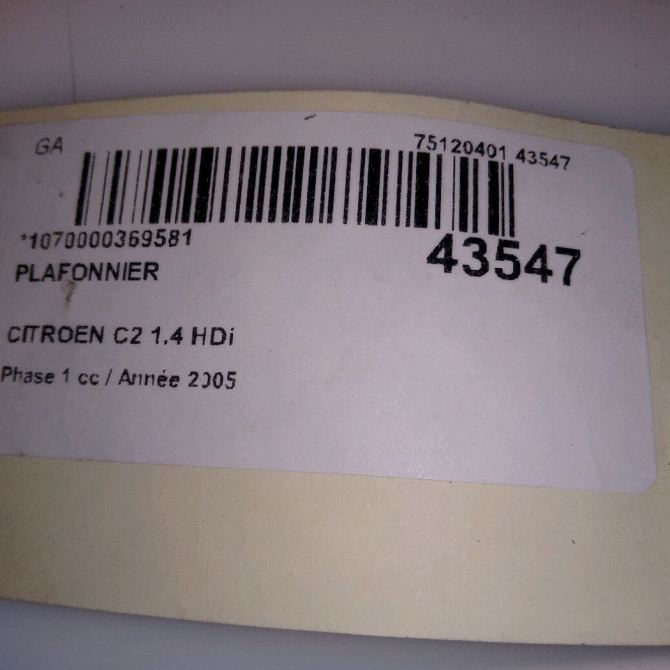 GA 75120401 43547
*1070000369581
43547
PLAFONNIER
CITROEN C2 1.4 HDi
Phase 1 cc / Année 2005